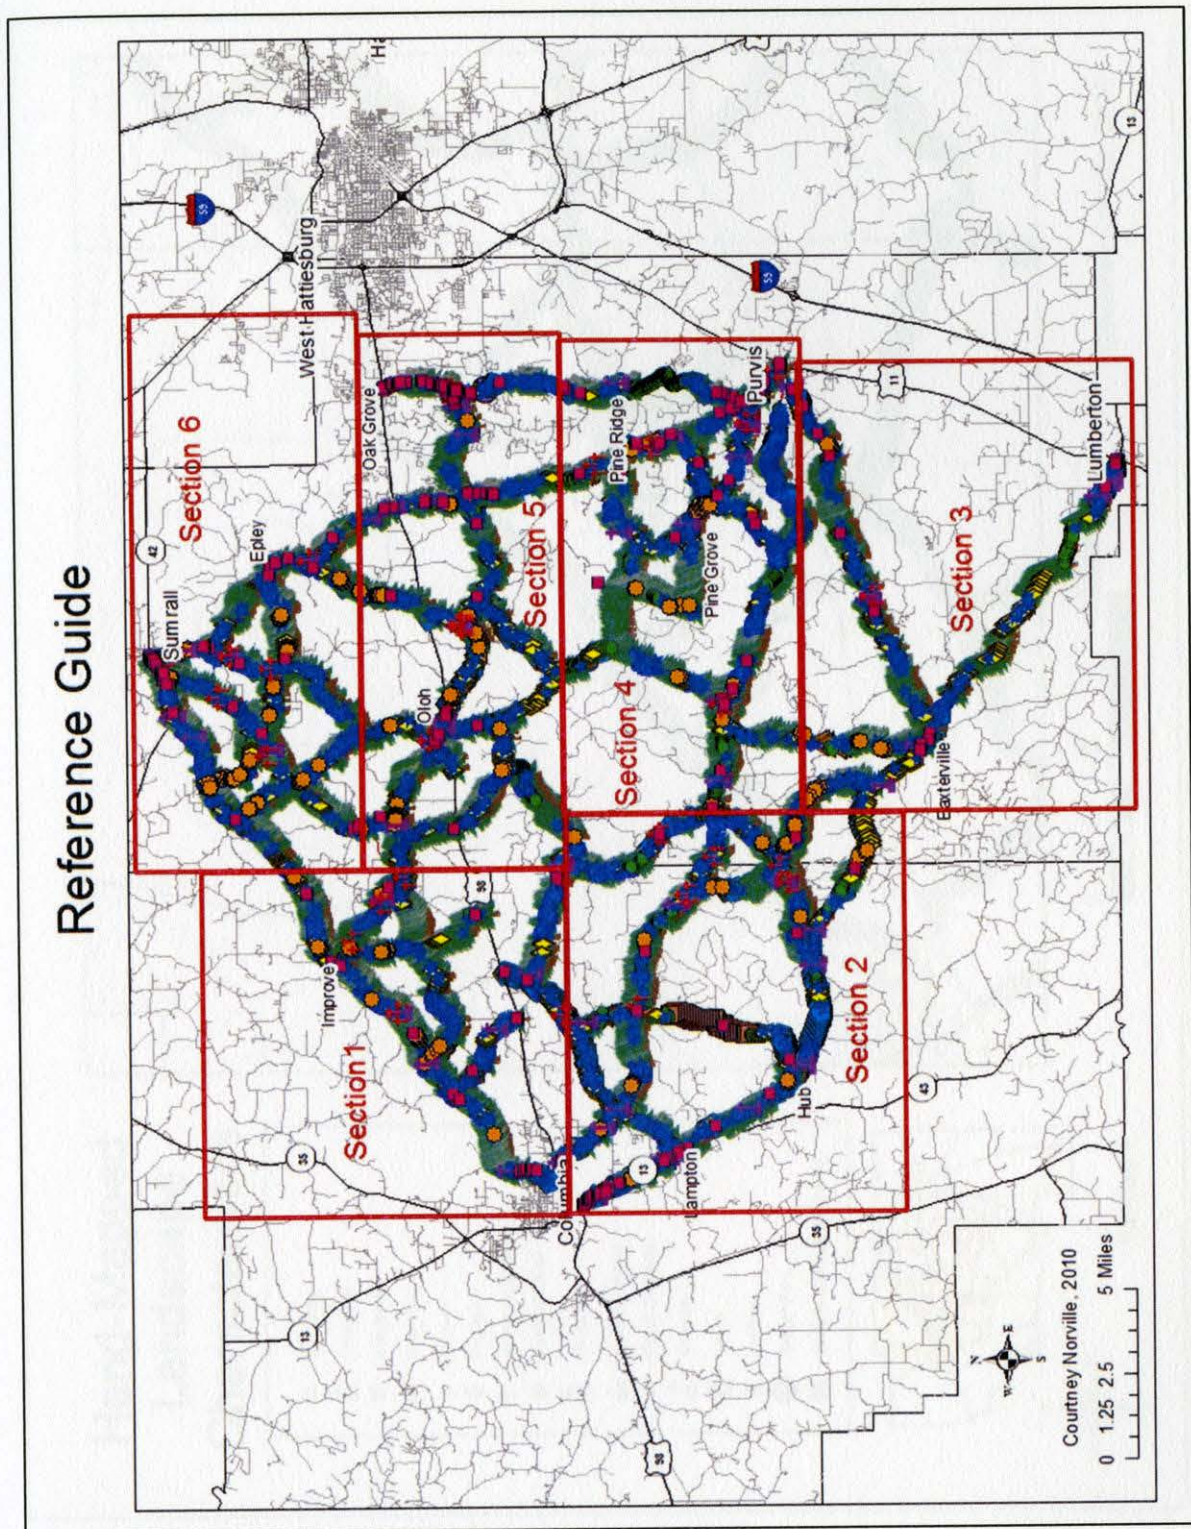 Reference Guide
Section 6
42
Sumrall
Epley
59
West Hattiesburg
Oak Grove
Section 5
Oloh
98
Improve
Section1
35
13
Columbia
Pine Ridge
Purvis
59
Section 4
Pine Grove
Section 3
11
Lumberton
Baxterville
13
Section 2
Hub
43
13
Lampton
35
98
N
E
S
W
Courtney Norville, 2010
0 1.25 2.5 5 Miles